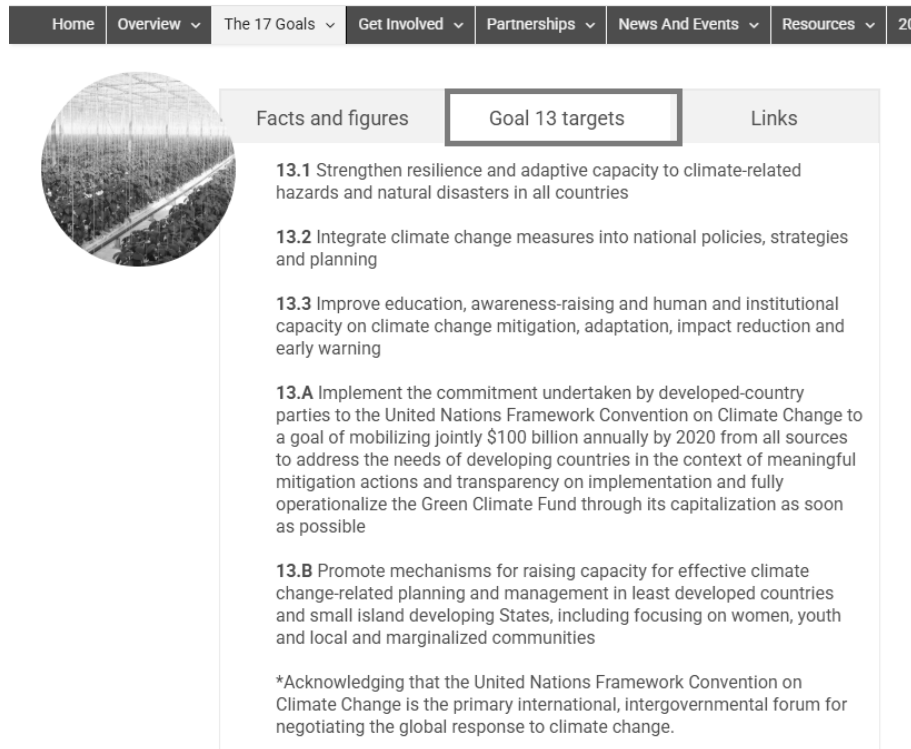 Home Overview The 17 Goals Get Involved Partnerships News And Events Resources 20
Facts and figures Goal 13 targets Links
13.1 Strengthen resilience and adaptive capacity to climate-related
hazards and natural disasters in all countries
13.2 Integrate climate change measures into national policies, strategies
and planning
13.3 Improve education, awareness-raising and human and institutional
capacity on climate change mitigation, adaptation, impact reduction and
early warning
13.A Implement the commitment undertaken by developed-country
parties to the United Nations Framework Convention on Climate Change to
a goal of mobilizing jointly $100 billion annually by 2020 from all sources
to address the needs of developing countries in the context of meaningful
mitigation actions and transparency on implementation and fully
operationalize the Green Climate Fund through its capitalization as soon
as possible
13.B Promote mechanisms for raising capacity for effective climate
change-related planning and management in least developed countries
and small island developing States, including focusing on women, youth
and local and marginalized communities
*Acknowledging that the United Nations Framework Convention on
Climate Change is the primary international, intergovernmental forum for
negotiating the global response to climate change.